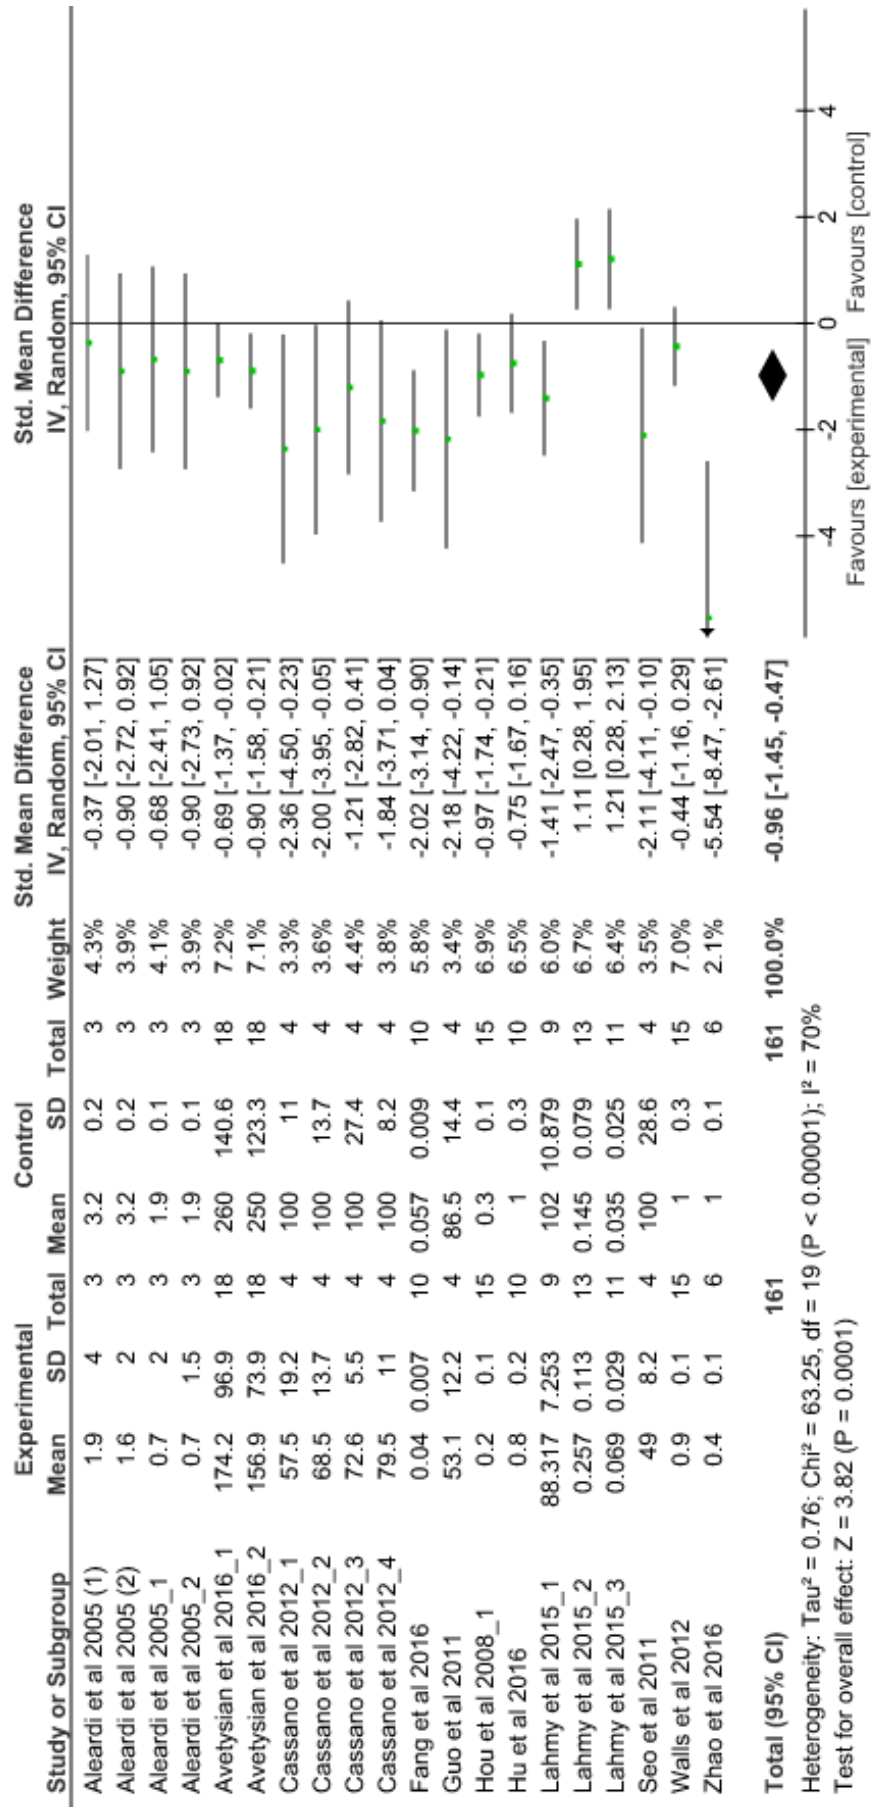 Experimental Control Std. Mean Difference Std. Mean Difference
Study or Subgroup Mean SD Total Mean SD Total Weight IV, Random, 95% CI IV, Random, 95% CI
Aleardi et al 2005 (1) 1.9 4 3 3.2 0.2 3 4.3% -0.37 [-2.01, 1.27]
Aleardi et al 2005 (2) 1.6 2 3 3.2 0.2 3 3.9% -0.90 [-2.72, 0.92]
Aleardi et al 2005_1 0.7 2 3 1.9 0.1 3 4.1% -0.68 [-2.41, 1.05]
Aleardi et al 2005_2 0.7 1.5 3 1.9 0.1 3 3.9% -0.90 [-2.73, 0.92]
Avetysian et al 2016_1 174.2 96.9 18 260 140.6 18 7.2% -0.69 [-1.37, -0.02]
Avetysian et al 2016_2 156.9 73.9 18 250 123.3 18 7.1% -0.90 [-1.58, -0.21]
Cassano et al 2012_1 57.5 19.2 4 100 11 4 3.3% -2.36 [-4.50, -0.23]
Cassano et al 2012_2 68.5 13.7 4 100 13.7 4 3.6% -2.00 [-3.95, -0.05]
Cassano et al 2012_3 72.6 5.5 4 100 27.4 4 4.4% -1.21 [-2.82, 0.41]
Cassano et al 2012_4 79.5 11 4 100 8.2 4 3.8% -1.84 [-3.71, 0.04]
Fang et al 2016 0.04 0.007 10 0.057 0.009 10 5.8% -2.02 [-3.14, -0.90]
Guo et al 2011 53.1 12.2 4 86.5 14.4 4 3.4% -2.18 [-4.22, -0.14]
Hou et al 2008_1 0.2 0.1 15 0.3 0.1 15 6.9% -0.97 [-1.74, -0.21]
Hu et al 2016 0.8 0.2 10 1 0.3 10 6.5% -0.75 [-1.67, 0.16]
Lahmy et al 2015_1 88.317 7.253 9 102 10.879 9 6.0% -1.41 [-2.47, -0.35]
Lahmy et al 2015_2 0.257 0.113 13 0.145 0.079 13 6.7% 1.11 [0.28, 1.95]
Lahmy et al 2015_3 0.069 0.029 11 0.035 0.025 11 6.4% 1.21 [0.28, 2.13]
Seo et al 2011 49 8.2 4 100 28.6 4 3.5% -2.11 [-4.11, -0.10]
Walls et al 2012 0.9 0.1 15 1 0.3 15 7.0% -0.44 [-1.16, 0.29]
Zhao et al 2016 0.4 0.1 6 1 0.1 6 2.1% -5.54 [-8.47, -2.61]
Total (95% CI) 161 161 100.0% -0.96 [-1.45, -0.47]
Heterogeneity: Tau² = 0.76; Chi² = 63.25, df = 19 (P < 0.00001); I² = 70%
Test for overall effect: Z = 3.82 (P = 0.0001)
-4 -2 0 2 4
Favours [experimental] Favours [control]